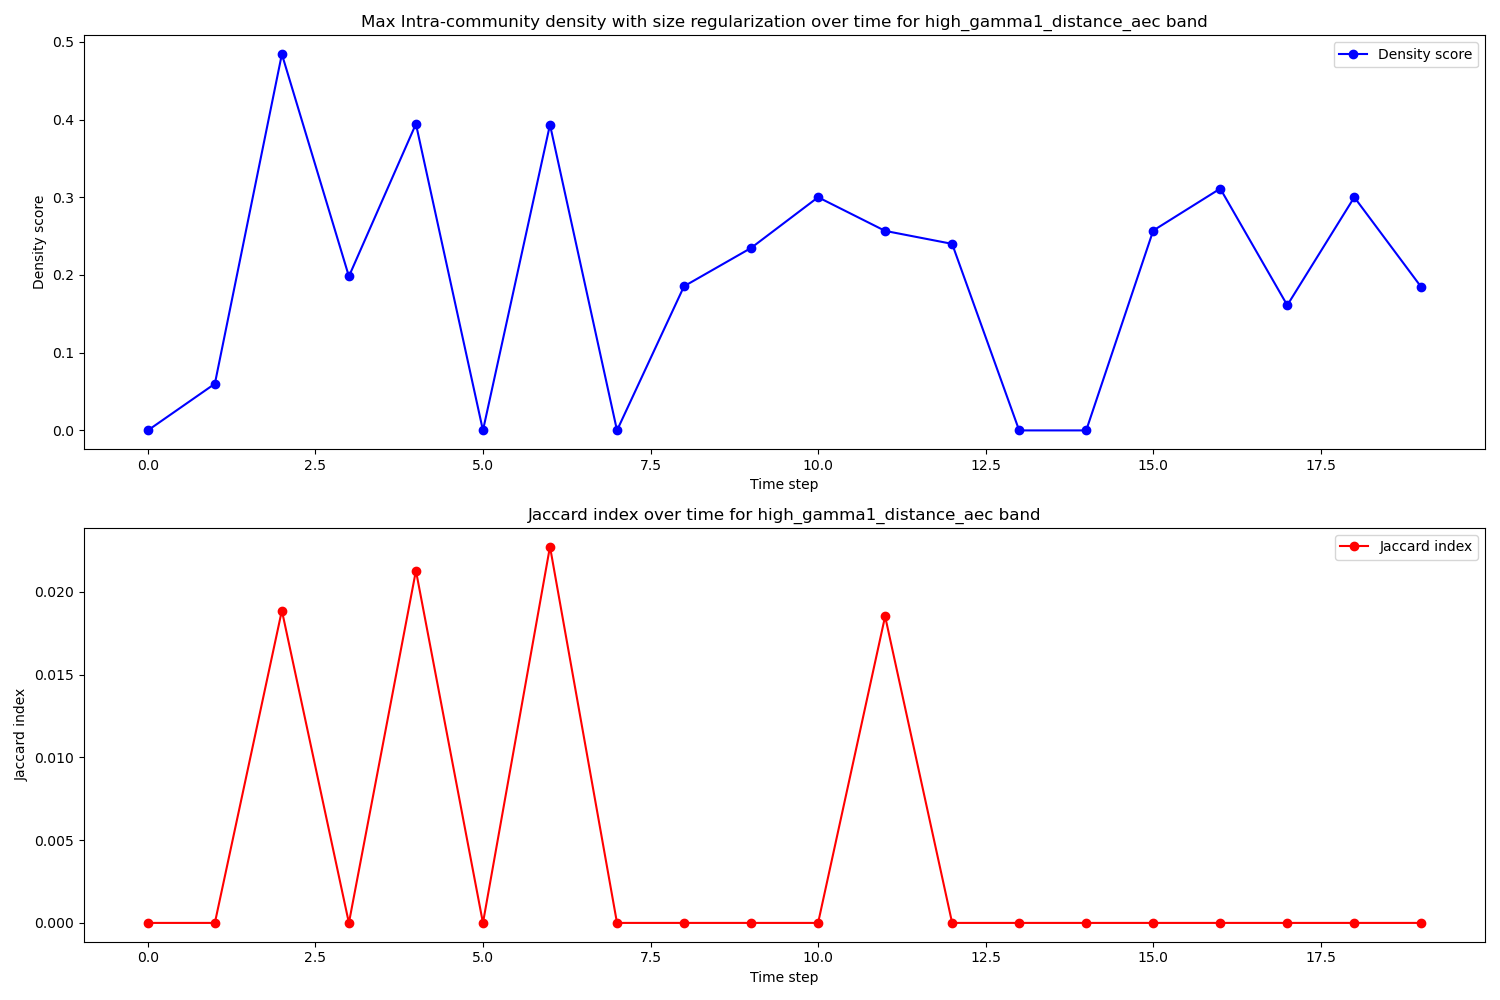 Max Intra-community density with size regularization over time for high_gamma1_distance_aec band
Density score
0.5
0.4
0.3
0.2
0.1
0.0
Density score
0.0 2.5 5.0 7.5 10.0 12.5 15.0 17.5
Time step
Jaccard index over time for high_gamma1_distance_aec band
Jaccard index
0.020
0.015
0.010
0.005
0.000
Jaccard index
0.0 2.5 5.0 7.5 10.0 12.5 15.0 17.5
Time step